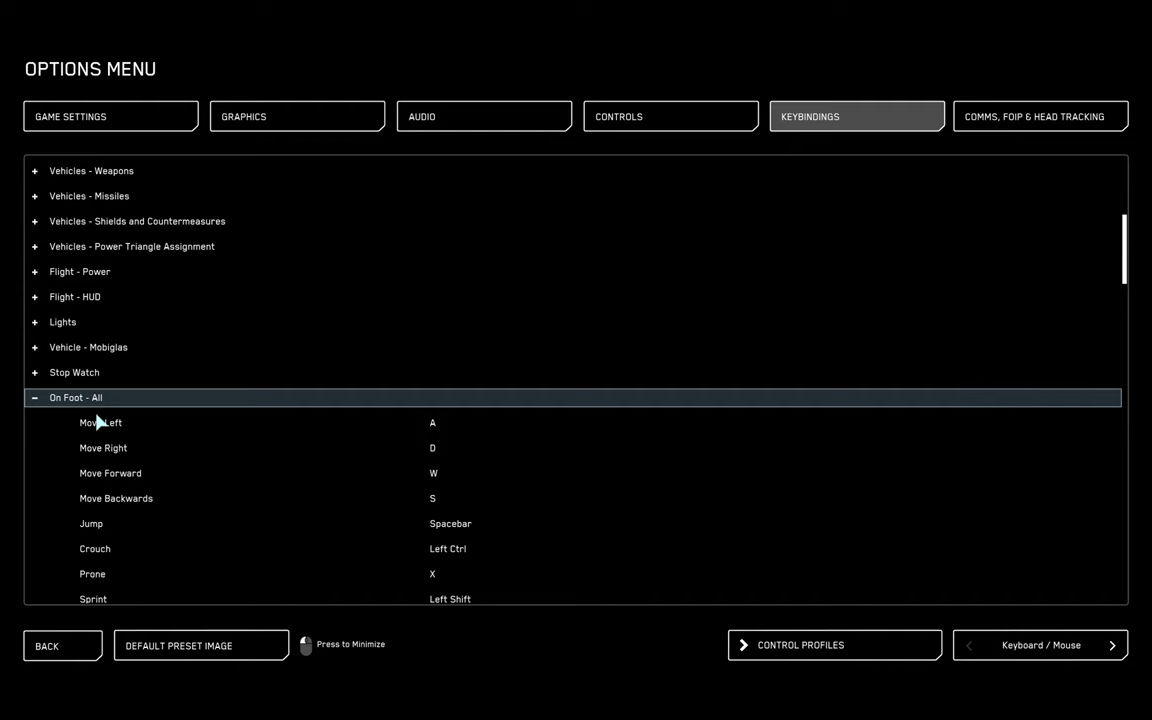 OPTIONS MENU
GAME SETTINGS
GRAPHICS
AUDIO
CONTROLS
KEYBINDINGS
COMMS, FOIP & HEAD TRACKING
+ Vehicles - Weapons
+ Vehicles - Missiles
+ Vehicles - Shields and Countermeasures
+ Vehicles - Power Triangle Assignment
+ Flight - Power
+ Flight - HUD
+ Lights
+ Vehicle - Mobiglas
+ Stop Watch
- On Foot - All
Move Left A
Move Right D
Move Forward W
Move Backwards S
Jump Spacebar
Crouch Left Ctrl
Prone X
Sprint Left Shift
BACK
DEFAULT PRESET IMAGE
Press to Minimize
CONTROL PROFILES
Keyboard / Mouse